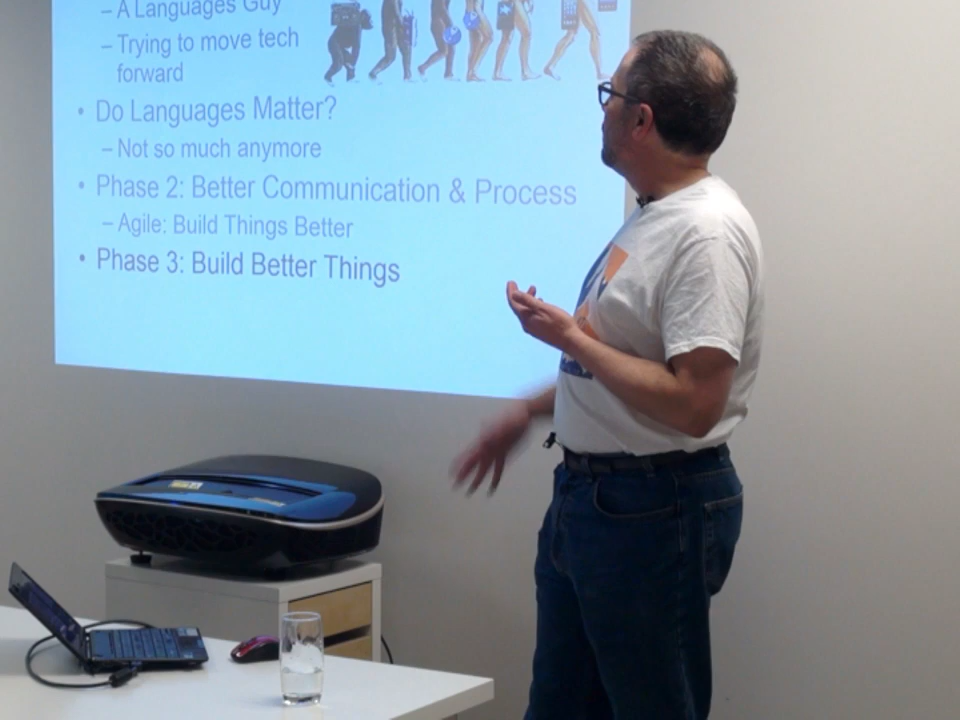 – A Languages Guy
– Trying to move tech
forward
• Do Languages Matter?
– Not so much anymore
• Phase 2: Better Communication & Process
– Agile: Build Things Better
• Phase 3: Build Better Things